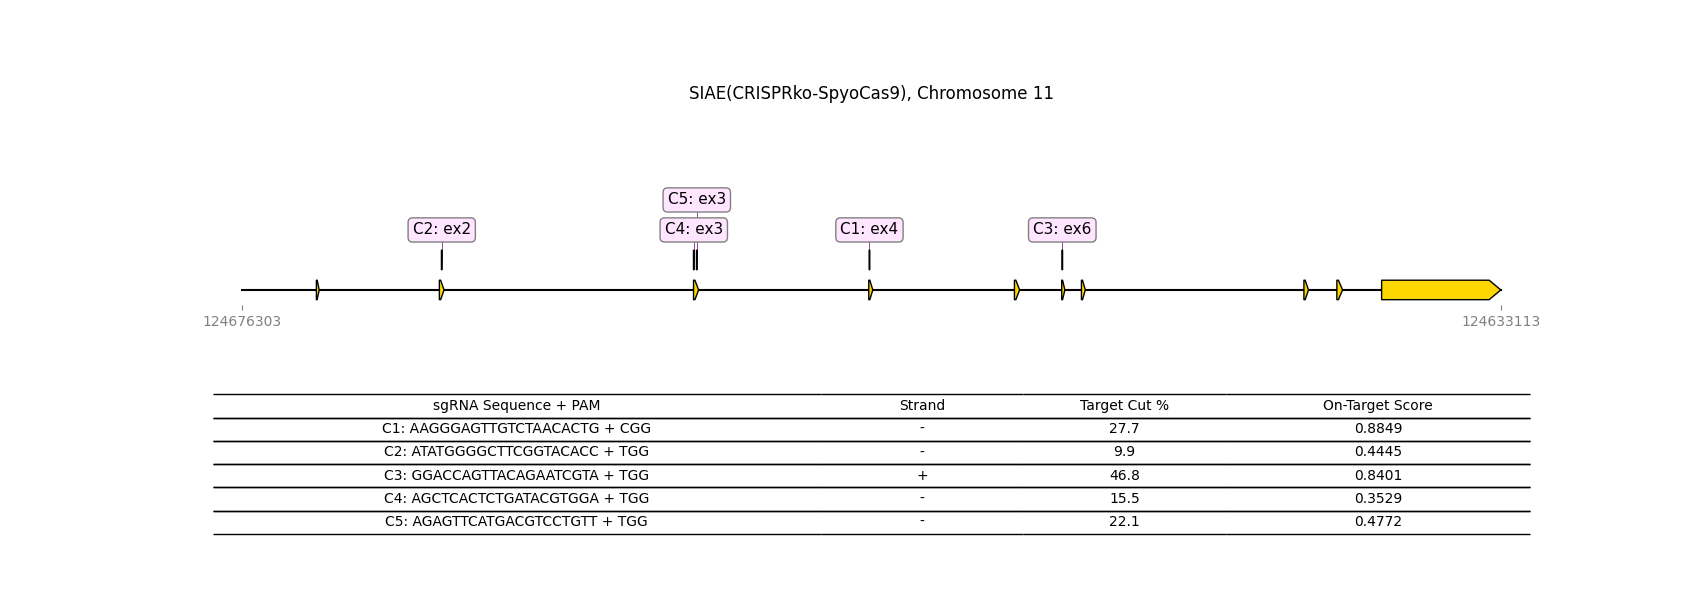 SIAE(CRISPRko-SpyoCas9), Chromosome 11
C5: ex3
C2: ex2 C4: ex3 C1: ex4 C3: ex6
124676303 124633113
sgRNA Sequence + PAM Strand Target Cut % On-Target Score
C1: AAGGGAGTTGTCTAACACTG + CGG - 27.7 0.8849
C2: ATATGGGGCTTCGGTACACC + TGG - 9.9 0.4445
C3: GGACCAGTTACAGAATCGTA + TGG + 46.8 0.8401
C4: AGCTCACTCTGATACGTGGA + TGG - 15.5 0.3529
C5: AGAGTTCATGACGTCCTGTT + TGG - 22.1 0.4772